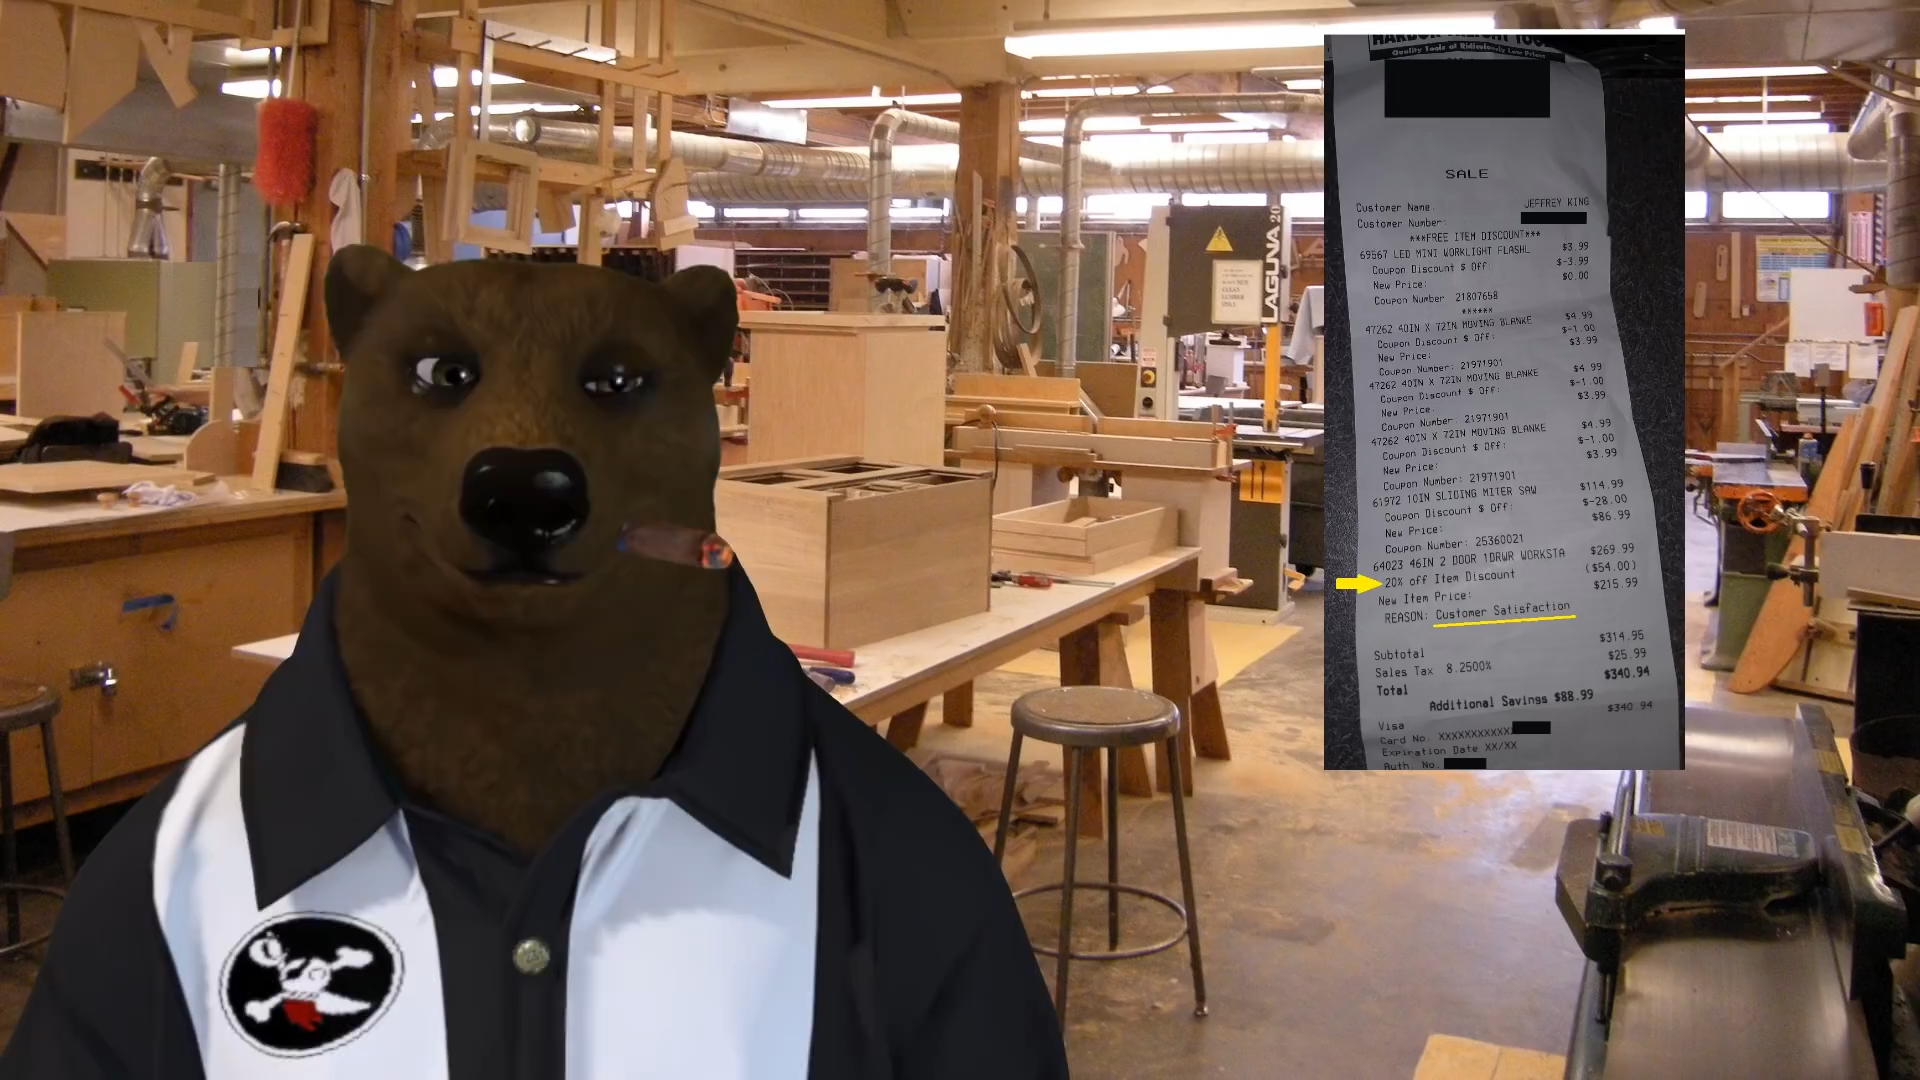 LAGUNA 20
HARBOR FREIGHT TOOLS
Quality Tools at Ridiculously Low Prices
SALE
Customer Name: JEFFREY KING
Customer Number:
***FREE ITEM DISCOUNT***
69567 LED MINI WORKLIGHT FLASHL $3.99
Coupon Discount $ Off: $-3.99
New Price: $0.00
Coupon Number 21807658
******
47262 40IN X 72IN MOVING BLANKE $4.99
Coupon Discount $ Off: $-1.00
New Price: $3.99
Coupon Number: 21971901
47262 40IN X 72IN MOVING BLANKE $4.99
Coupon Discount $ Off: $-1.00
New Price. $3.99
Coupon Number: 21971901
47262 40IN X 72IN MOVING BLANKE $4.99
Coupon Discount $ Off: $-1.00
New Price: $3.99
Coupon Number: 21971901
61972 10IN SLIDING MITER SAW $114.99
Coupon Discount $ Off: $-28.00
New Price: $86.99
Coupon Number: 25360021
64023 46IN 2 DOOR 1DRWR WORKSTA $269.99
20% off Item Discount ($54.00)
New Item Price: $215.99
REASON: Customer Satisfaction
Subtotal $314.95
Sales Tax 8.2500% $25.99
Total $340.94
Additional Savings $88.99
Visa $340.94
Card No. XXXXXXXXXXXX
Expiration Date XX/XX
Auth. No.